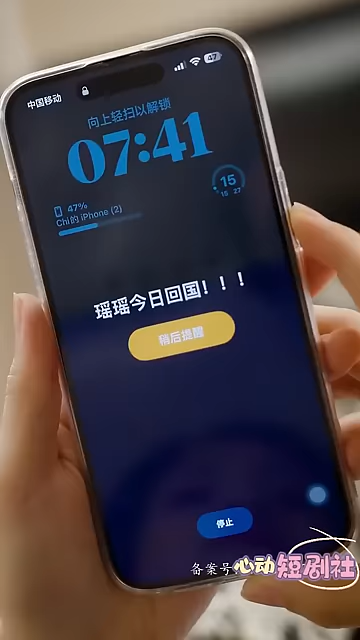 中国移动
47
向上轻扫以解锁
07:41
47%
Chi的 iPhone (2)
15
15 27
瑶瑶今日回国！！！
稍后提醒
停止
备案号:
心动短剧社